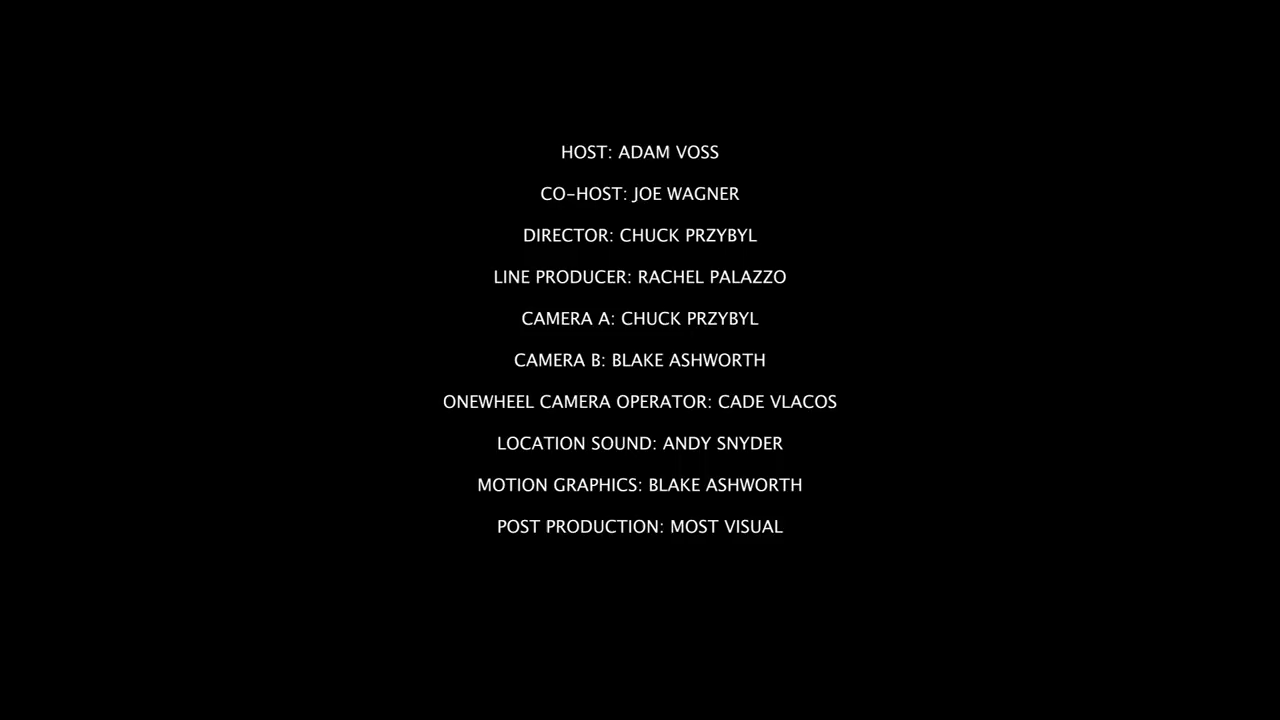 HOST: ADAM VOSS
CO-HOST: JOE WAGNER
DIRECTOR: CHUCK PRZYBYL
LINE PRODUCER: RACHEL PALAZZO
CAMERA A: CHUCK PRZYBYL
CAMERA B: BLAKE ASHWORTH
ONEWHEEL CAMERA OPERATOR: CADE VLACOS
LOCATION SOUND: ANDY SNYDER
MOTION GRAPHICS: BLAKE ASHWORTH
POST PRODUCTION: MOST VISUAL